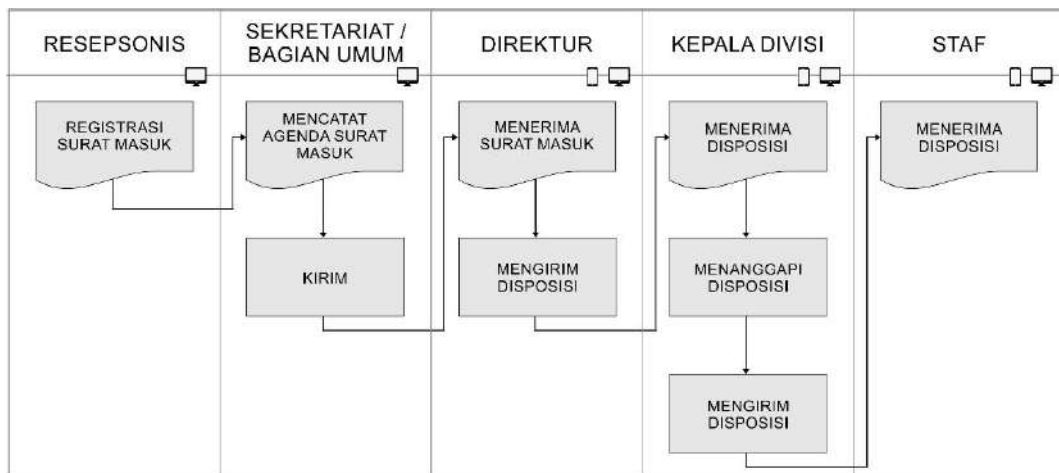 RESEPSONIS
SEKRETARIAT /
BAGIAN UMUM
DIREKTUR
KEPALA DIVISI
STAF
REGISTRASI
SURAT MASUK
MENCATAT
AGENDA SURAT
MASUK
MENERIMA
SURAT MASUK
MENERIMA
DISPOSISI
MENERIMA
DISPOSISI
KIRIM
MENGIRIM
DISPOSISI
MENANGGAPI
DISPOSISI
MENGIRIM
DISPOSISI